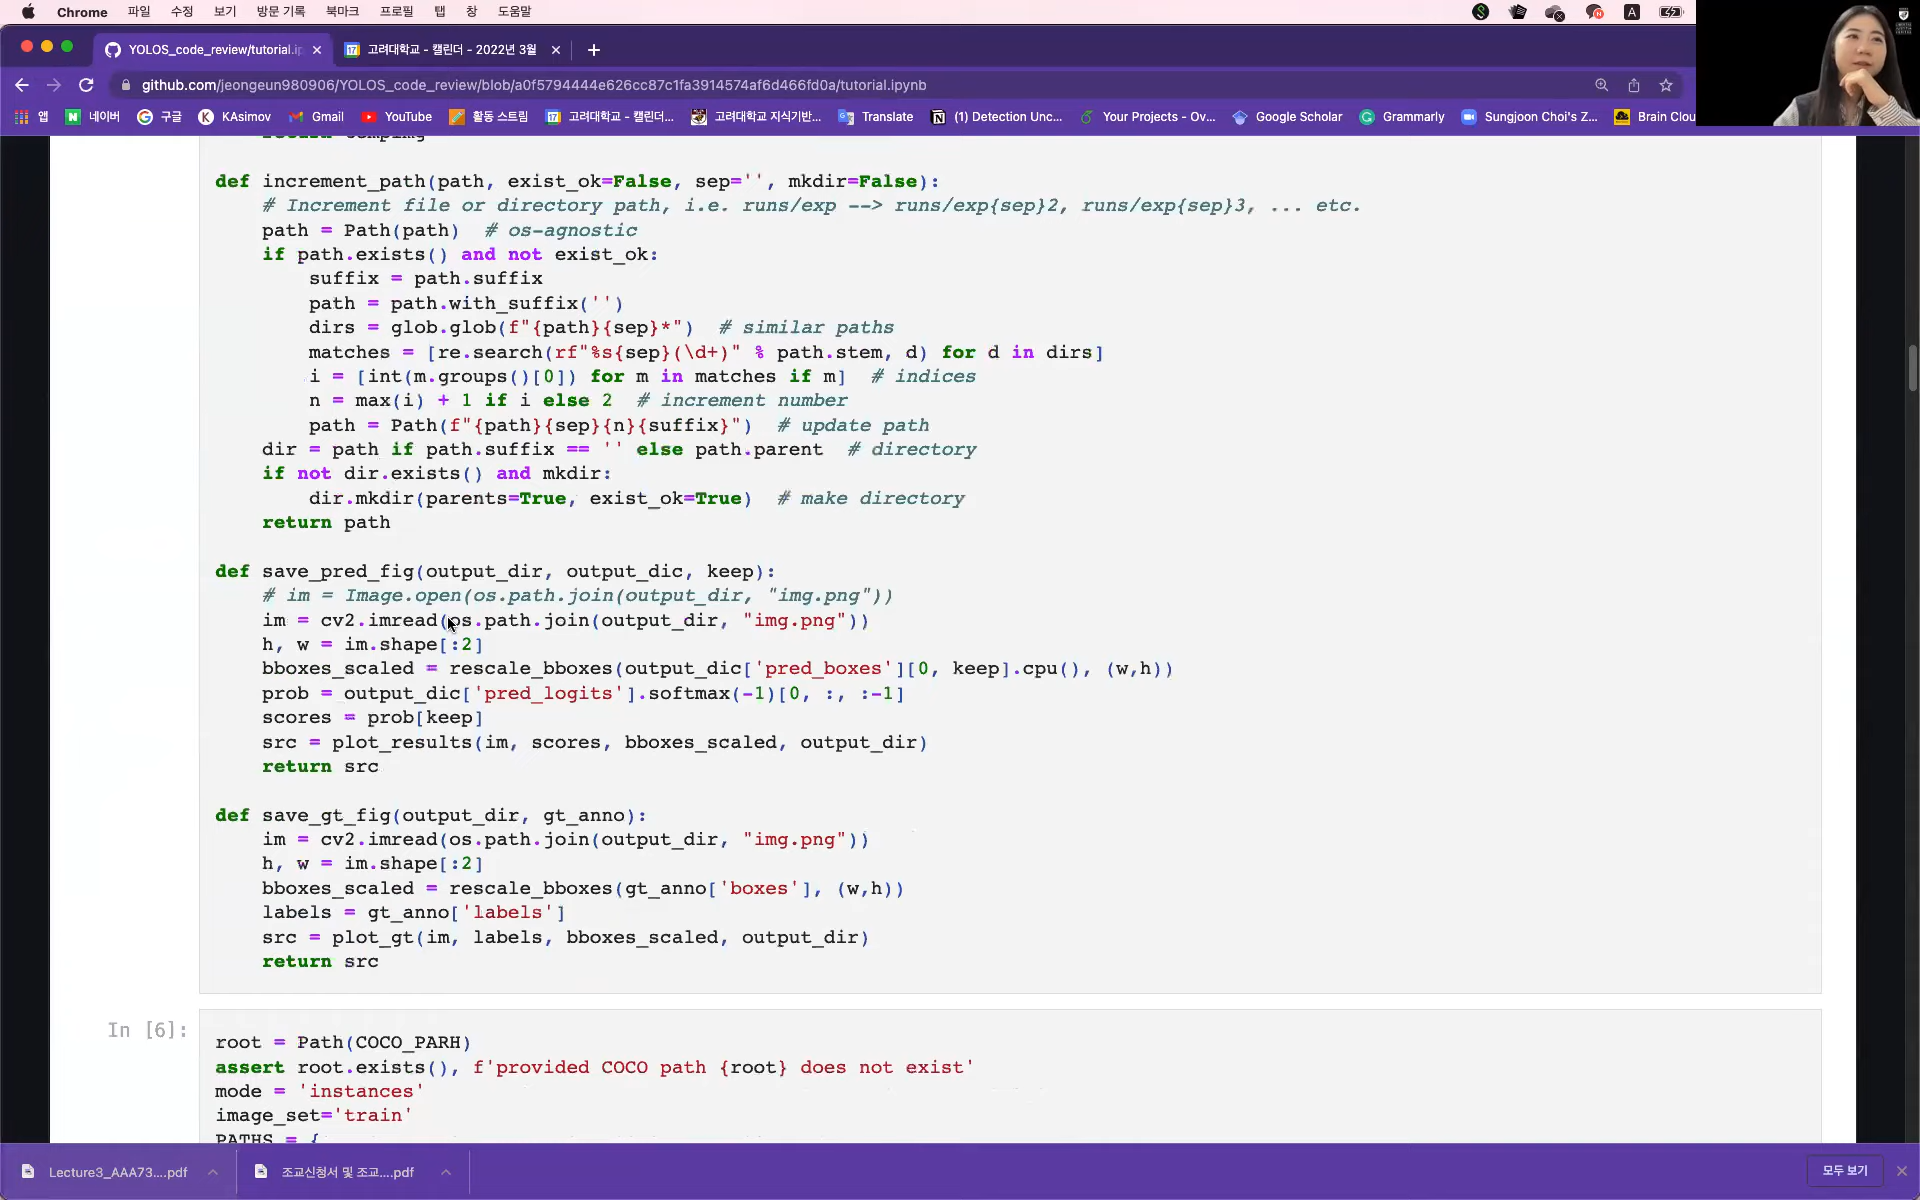 Chrome 파일 수정 보기 방문 기록 북마크 프로필 탭 창 도움말
YOLOS_code_review/tutorial.ip
고려대학교 - 캘린더 - 2022년 3월
github.com/jeongeun980906/YOLOS_code_review/blob/a0f5794444e626cc87c1fa3914574af6d466fd0a/tutorial.ipynb
앱 네이버 구글 KAsimov Gmail YouTube 활동 스트림 고려대학교 - 캘린더... 고려대학교 지식기반... Translate (1) Detection Unc... Your Projects - Ov... Google Scholar Grammarly Sungjoon Choi's Z... Brain Clou
def increment_path(path, exist_ok=False, sep='', mkdir=False):
# Increment file or directory path, i.e. runs/exp --> runs/exp{sep}2, runs/exp{sep}3, ... etc.
path = Path(path)  # os-agnostic
if path.exists() and not exist_ok:
suffix = path.suffix
path = path.with_suffix('')
dirs = glob.glob(f"{path}{sep}*")  # similar paths
matches = [re.search(rf"%s{sep}(\d+)" % path.stem, d) for d in dirs]
i = [int(m.groups()[0]) for m in matches if m]  # indices
n = max(i) + 1 if i else 2  # increment number
path = Path(f"{path}{sep}{n}{suffix}")  # update path
dir = path if path.suffix == '' else path.parent  # directory
if not dir.exists() and mkdir:
dir.mkdir(parents=True, exist_ok=True)  # make directory
return path
def save_pred_fig(output_dir, output_dic, keep):
# im = Image.open(os.path.join(output_dir, "img.png"))
im = cv2.imread(os.path.join(output_dir, "img.png"))
h, w = im.shape[:2]
bboxes_scaled = rescale_bboxes(output_dic['pred_boxes'][0, keep].cpu(), (w,h))
prob = output_dic['pred_logits'].softmax(-1)[0, :, :-1]
scores = prob[keep]
src = plot_results(im, scores, bboxes_scaled, output_dir)
return src
def save_gt_fig(output_dir, gt_anno):
im = cv2.imread(os.path.join(output_dir, "img.png"))
h, w = im.shape[:2]
bboxes_scaled = rescale_bboxes(gt_anno['boxes'], (w,h))
labels = gt_anno['labels']
src = plot_gt(im, labels, bboxes_scaled, output_dir)
return src
In [6]:
root = Path(COCO_PARH)
assert root.exists(), f'provided COCO path {root} does not exist'
mode = 'instances'
image_set='train'
PATHS = {
Lecture3_AAA73....pdf
조교신청서 및 조교....pdf
모두 보기